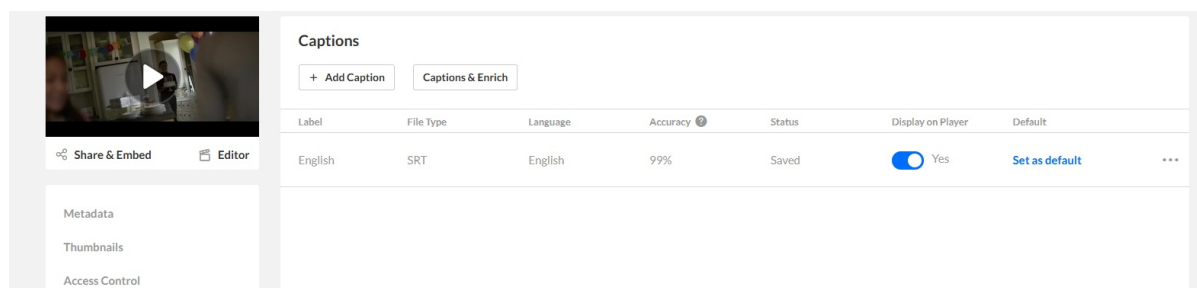 Captions
+ Add Caption
Captions & Enrich
Label File Type Language Accuracy ? Status Display on Player Default
English SRT English 99% Saved Yes Set as default ...
Share & Embed Editor
Metadata
Thumbnails
Access Control